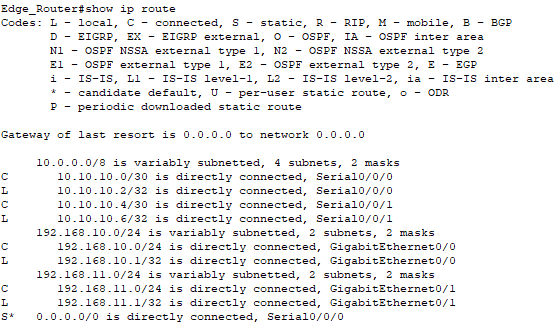 Edge_Router#show ip route
Codes: L - local, C - connected, S - static, R - RIP, M - mobile, B - BGP
D - EIGRP, EX - EIGRP external, O - OSPF, IA - OSPF inter area
N1 - OSPF NSSA external type 1, N2 - OSPF NSSA external type 2
E1 - OSPF external type 1, E2 - OSPF external type 2, E - EGP
i - IS-IS, L1 - IS-IS level-1, L2 - IS-IS level-2, ia - IS-IS inter area
* - candidate default, U - per-user static route, o - ODR
P - periodic downloaded static route
Gateway of last resort is 0.0.0.0 to network 0.0.0.0
10.0.0.0/8 is variably subnetted, 4 subnets, 2 masks
C 10.10.10.0/30 is directly connected, Serial0/0/0
L 10.10.10.2/32 is directly connected, Serial0/0/0
C 10.10.10.4/30 is directly connected, Serial0/0/1
L 10.10.10.6/32 is directly connected, Serial0/0/1
192.168.10.0/24 is variably subnetted, 2 subnets, 2 masks
C 192.168.10.0/24 is directly connected, GigabitEthernet0/0
L 192.168.10.1/32 is directly connected, GigabitEthernet0/0
192.168.11.0/24 is variably subnetted, 2 subnets, 2 masks
C 192.168.11.0/24 is directly connected, GigabitEthernet0/1
L 192.168.11.1/32 is directly connected, GigabitEthernet0/1
S* 0.0.0.0/0 is directly connected, Serial0/0/0